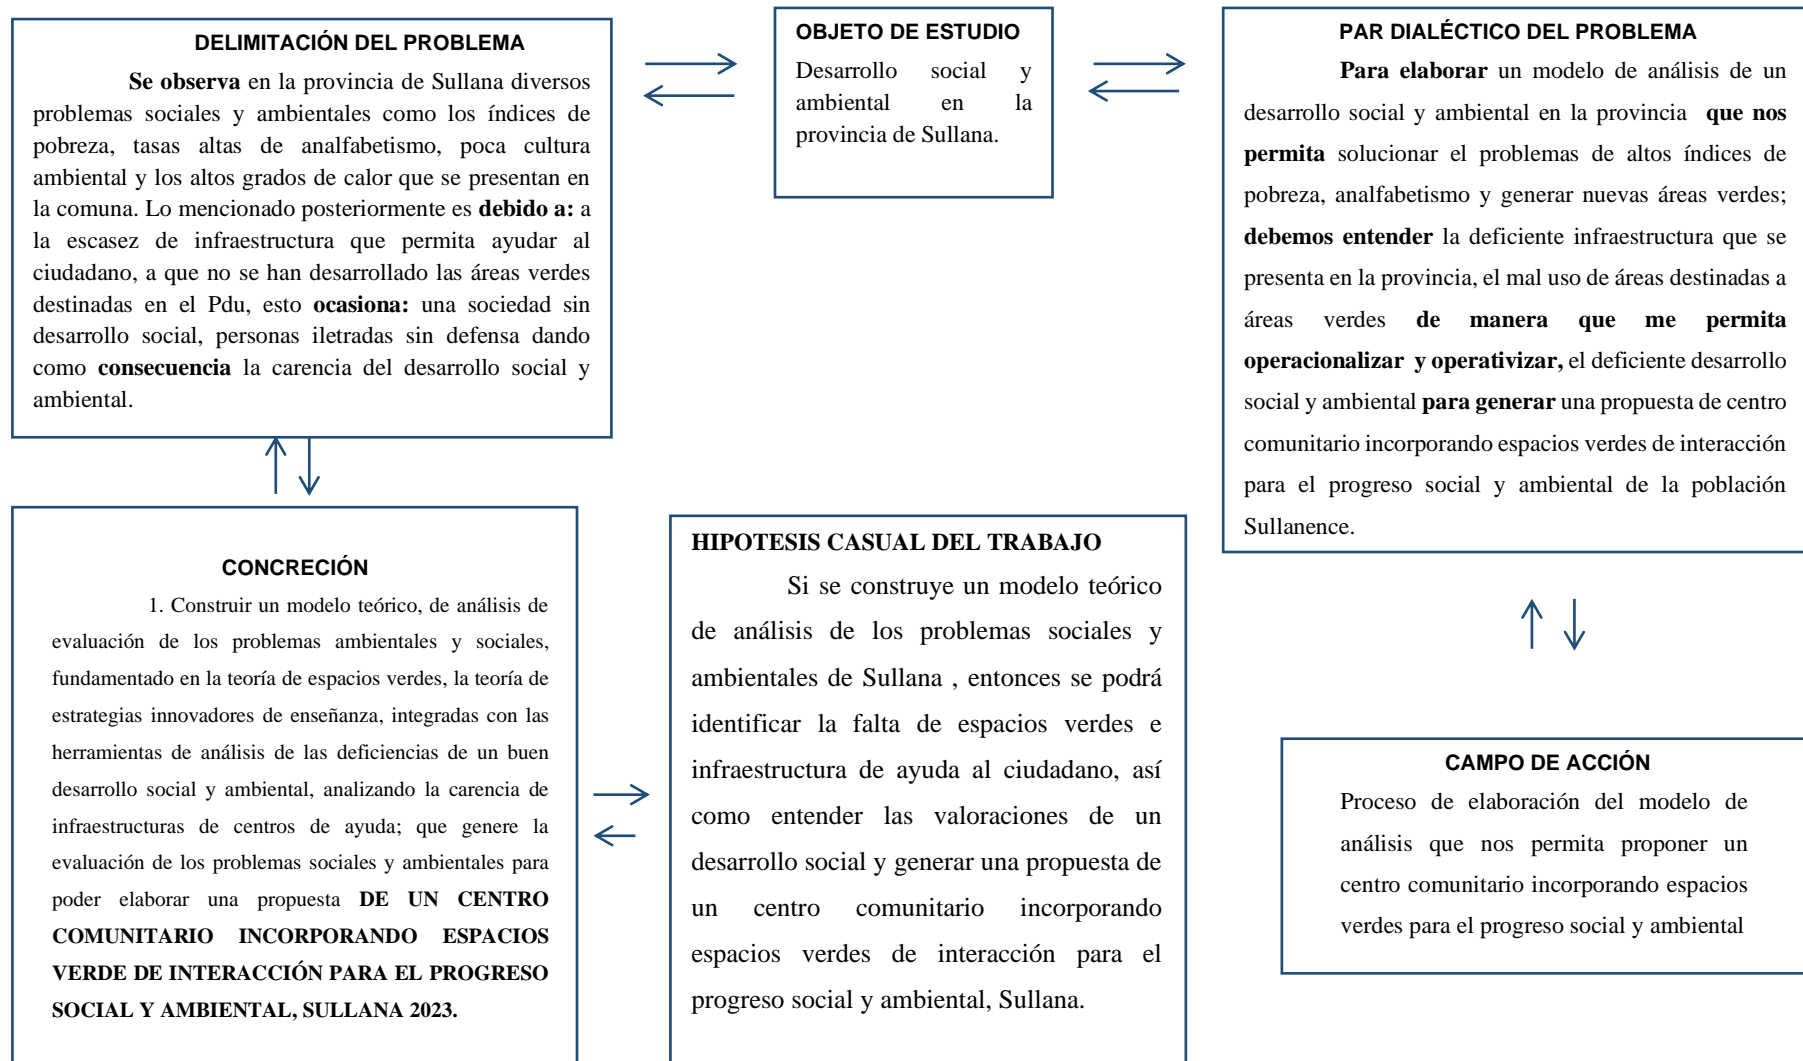 DELIMITACIÓN DEL PROBLEMA
Se observa en la provincia de Sullana diversos
problemas sociales y ambientales como los índices de
pobreza, tasas altas de analfabetismo, poca cultura
ambiental y los altos grados de calor que se presentan en
la comuna. Lo mencionado posteriormente es debido a: a
la escasez de infraestructura que permita ayudar al
ciudadano, a que no se han desarrollado las áreas verdes
destinadas en el Pdu, esto ocasiona: una sociedad sin
desarrollo social, personas iletradas sin defensa dando
como consecuencia la carencia del desarrollo social y
ambiental.
OBJETO DE ESTUDIO
Desarrollo social y
ambiental en la
provincia de Sullana.
PAR DIALÉCTICO DEL PROBLEMA
Para elaborar un modelo de análisis de un
desarrollo social y ambiental en la provincia que nos
permita solucionar el problemas de altos índices de
pobreza, analfabetismo y generar nuevas áreas verdes;
debemos entender la deficiente infraestructura que se
presenta en la provincia, el mal uso de áreas destinadas a
áreas verdes de manera que me permita
operacionalizar y operativizar, el deficiente desarrollo
social y ambiental para generar una propuesta de centro
comunitario incorporando espacios verdes de interacción
para el progreso social y ambiental de la población
Sullanence.
CONCRECIÓN
1. Construir un modelo teórico, de análisis de
evaluación de los problemas ambientales y sociales,
fundamentado en la teoría de espacios verdes, la teoría de
estrategias innovadores de enseñanza, integradas con las
herramientas de análisis de las deficiencias de un buen
desarrollo social y ambiental, analizando la carencia de
infraestructuras de centros de ayuda; que genere la
evaluación de los problemas sociales y ambientales para
poder elaborar una propuesta DE UN CENTRO
COMUNITARIO INCORPORANDO ESPACIOS
VERDE DE INTERACCIÓN PARA EL PROGRESO
SOCIAL Y AMBIENTAL, SULLANA 2023.
HIPOTESIS CASUAL DEL TRABAJO
Si se construye un modelo teórico
de análisis de los problemas sociales y
ambientales de Sullana , entonces se podrá
identificar la falta de espacios verdes e
infraestructura de ayuda al ciudadano, así
como entender las valoraciones de un
desarrollo social y generar una propuesta de
un centro comunitario incorporando
espacios verdes de interacción para el
progreso social y ambiental, Sullana.
CAMPO DE ACCIÓN
Proceso de elaboración del modelo de
análisis que nos permita proponer un
centro comunitario incorporando espacios
verdes para el progreso social y ambiental